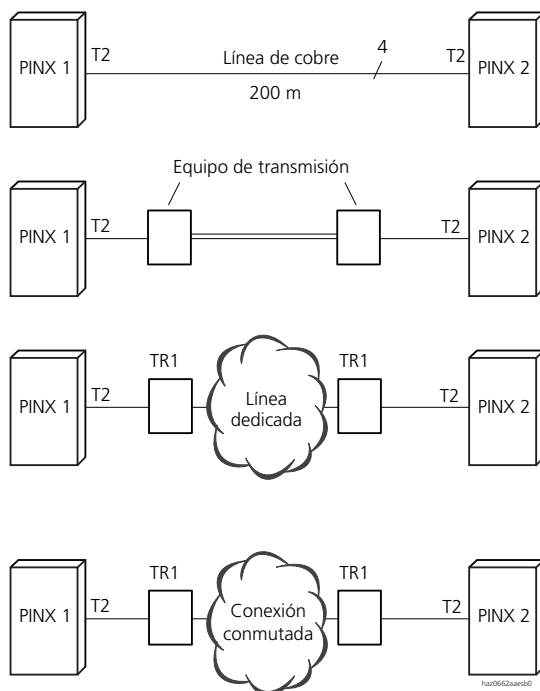 PINX 1
T2
Línea de cobre
4
T2
PINX 2
200 m
Equipo de transmisión
PINX 1
T2
T2
PINX 2
TR1
TR1
PINX 1
T2
Línea
dedicada
T2
PINX 2
TR1
TR1
PINX 1
T2
Conexión
conmutada
T2
PINX 2
haz0662aaesb0